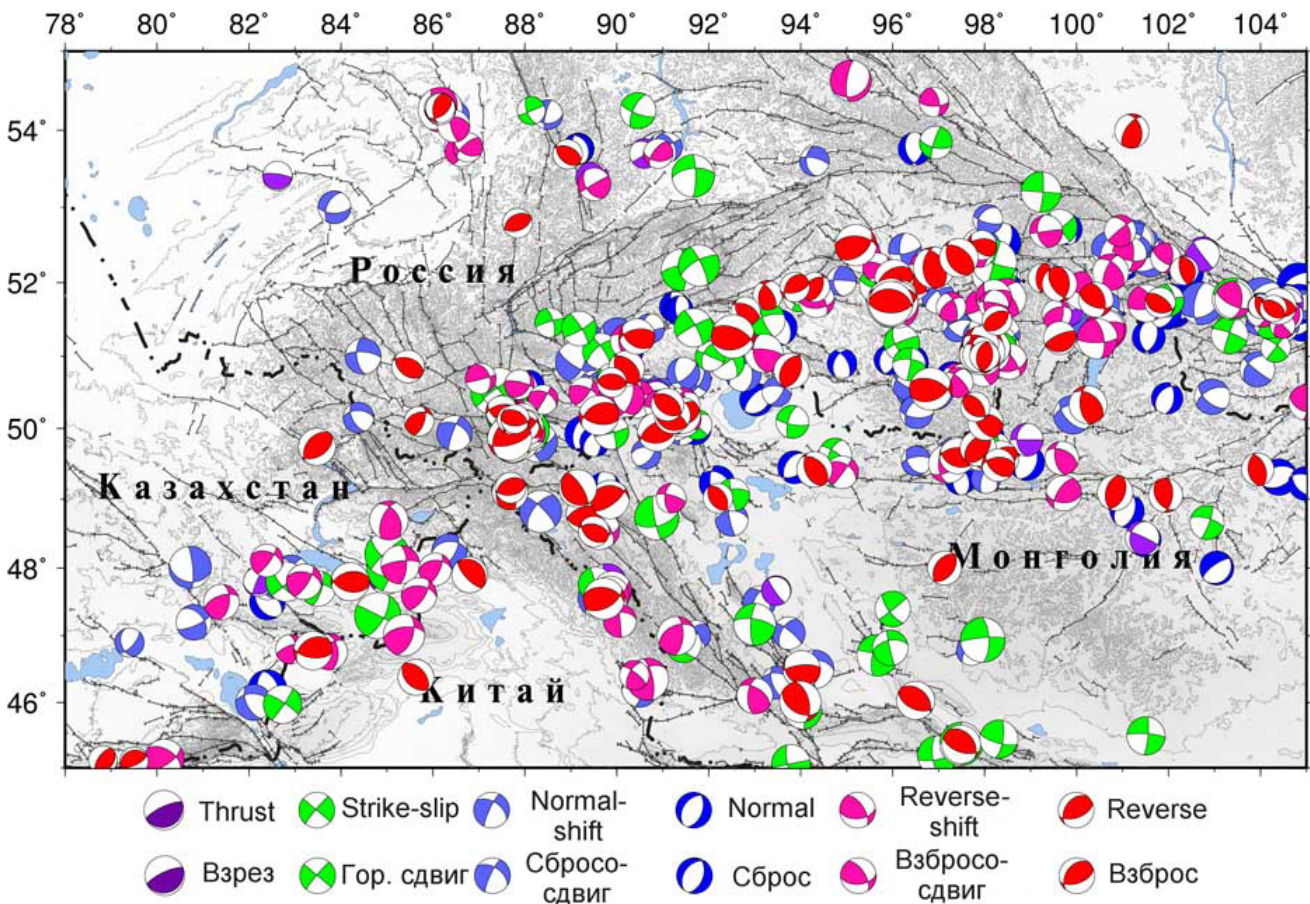 78° 80° 82° 84° 86° 88° 90° 92° 94° 96° 98° 100° 102° 104°
54°
52°
50°
48°
46°
Россия
Казахстан
Монголия
Китай
Thrust Strike-slip Normal-shift Normal Reverse-shift Reverse
Взрез Гор. сдвиг Сбросо-сдвиг Сброс Взбросо-сдвиг Взброс